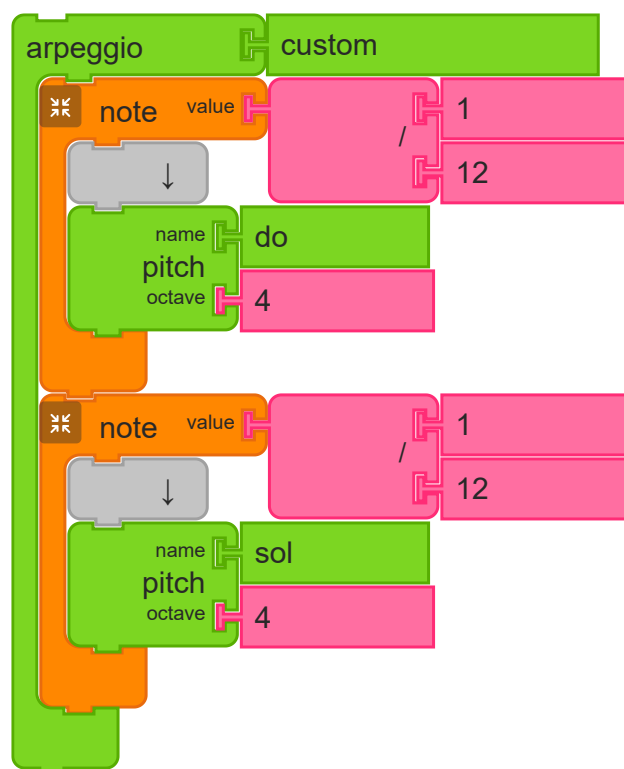 arpeggio custom
note value 1
/
12
↓
name do
pitch
octave 4
note value 1
/
12
↓
name sol
pitch
octave 4